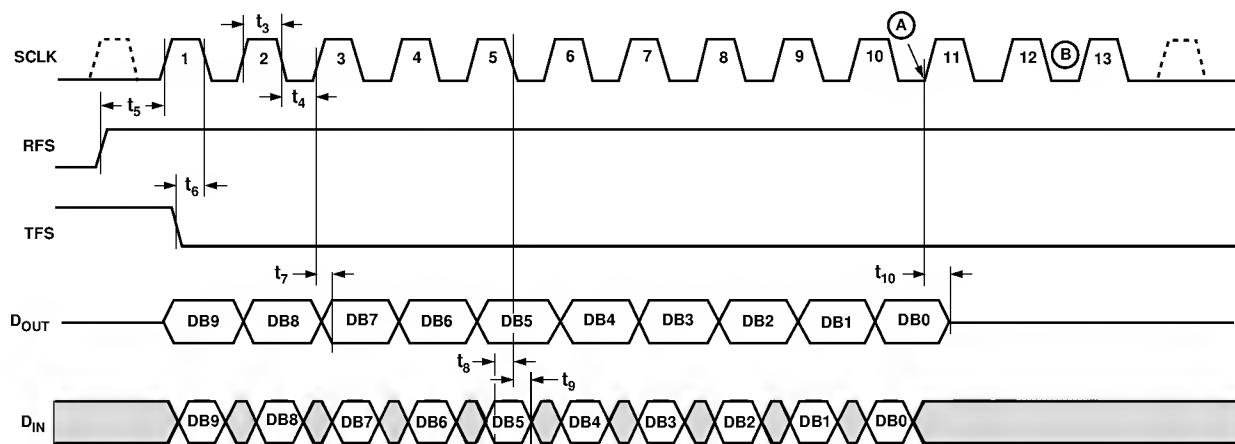 A
t3
SCLK 1 2 3 4 5 6 7 8 9 10 11 12 B 13
t4
t5
RFS
t6
TFS
t7 t10
DOUT DB9 DB8 DB7 DB6 DB5 DB4 DB3 DB2 DB1 DB0
t8 t9
DIN DB9 DB8 DB7 DB6 DB5 DB4 DB3 DB2 DB1 DB0